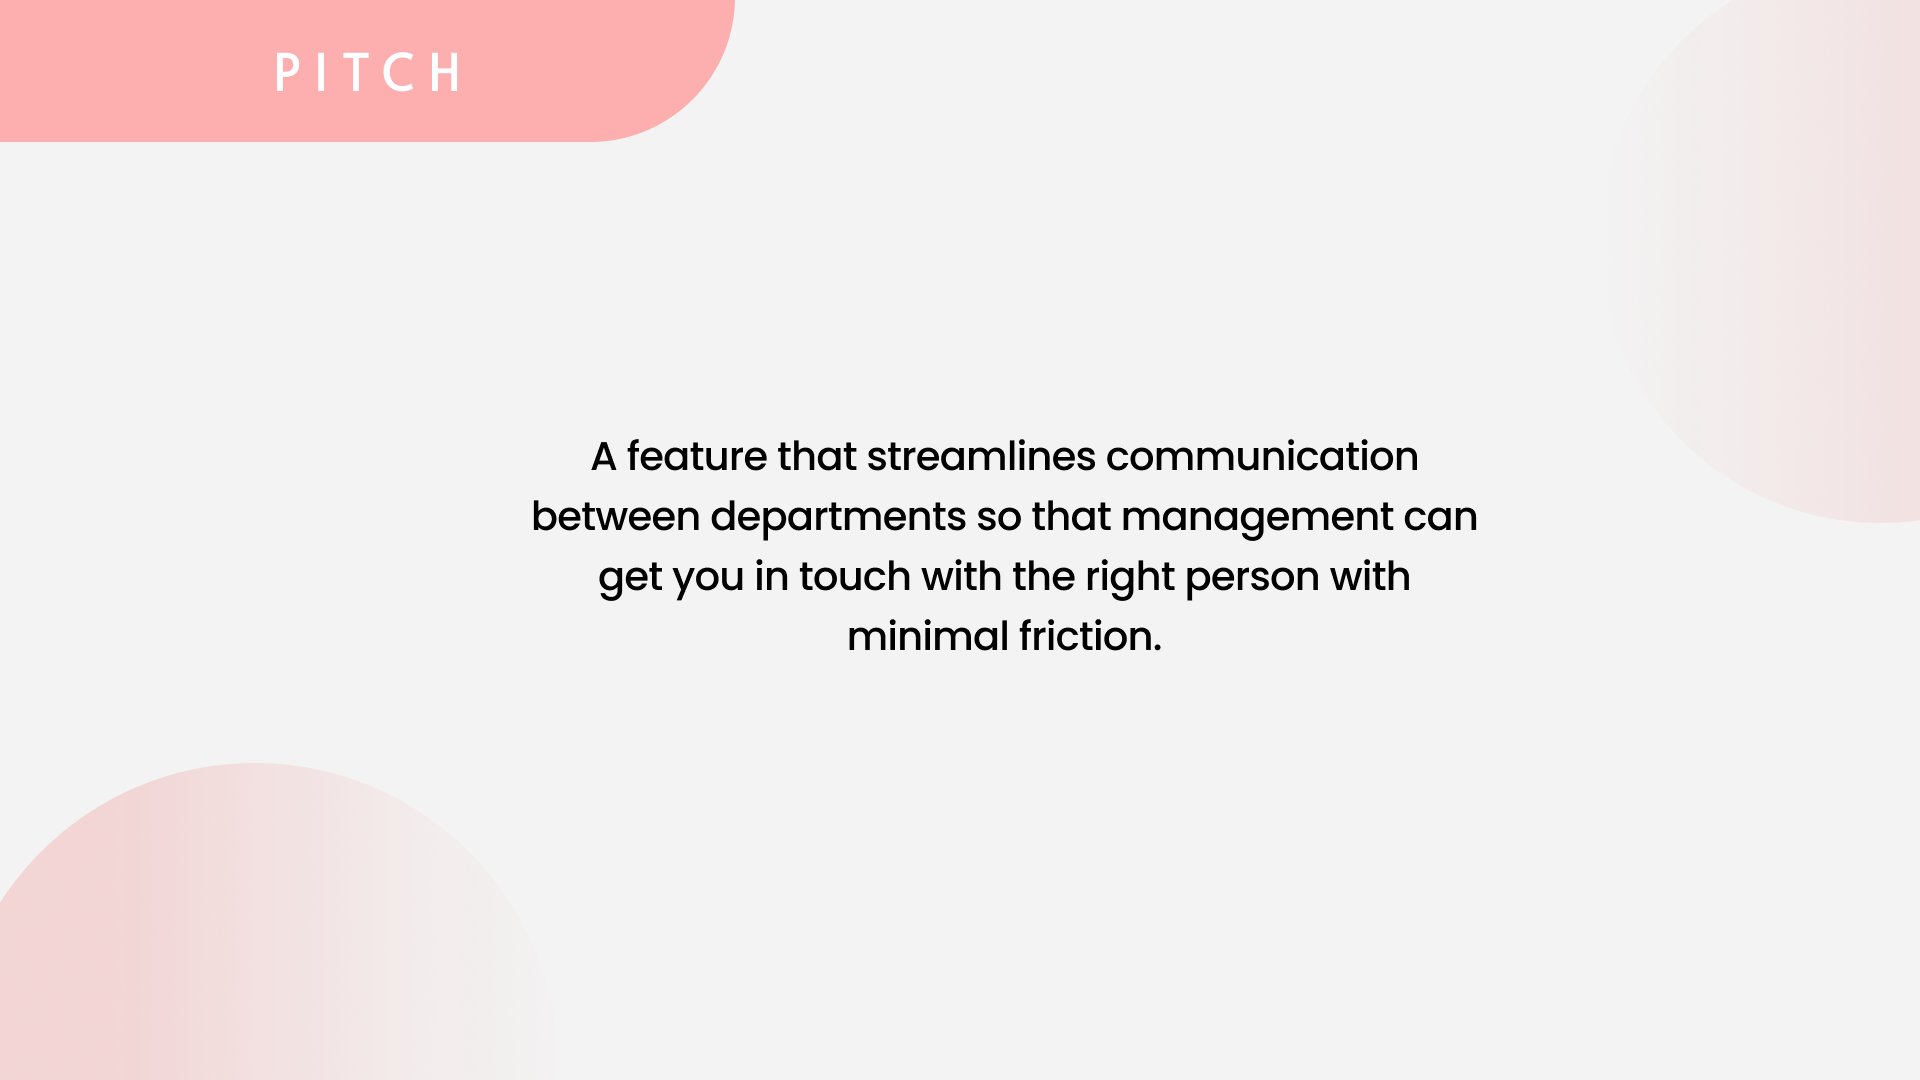 PITCH
A feature that streamlines communication
between departments so that management can
get you in touch with the right person with
minimal friction.